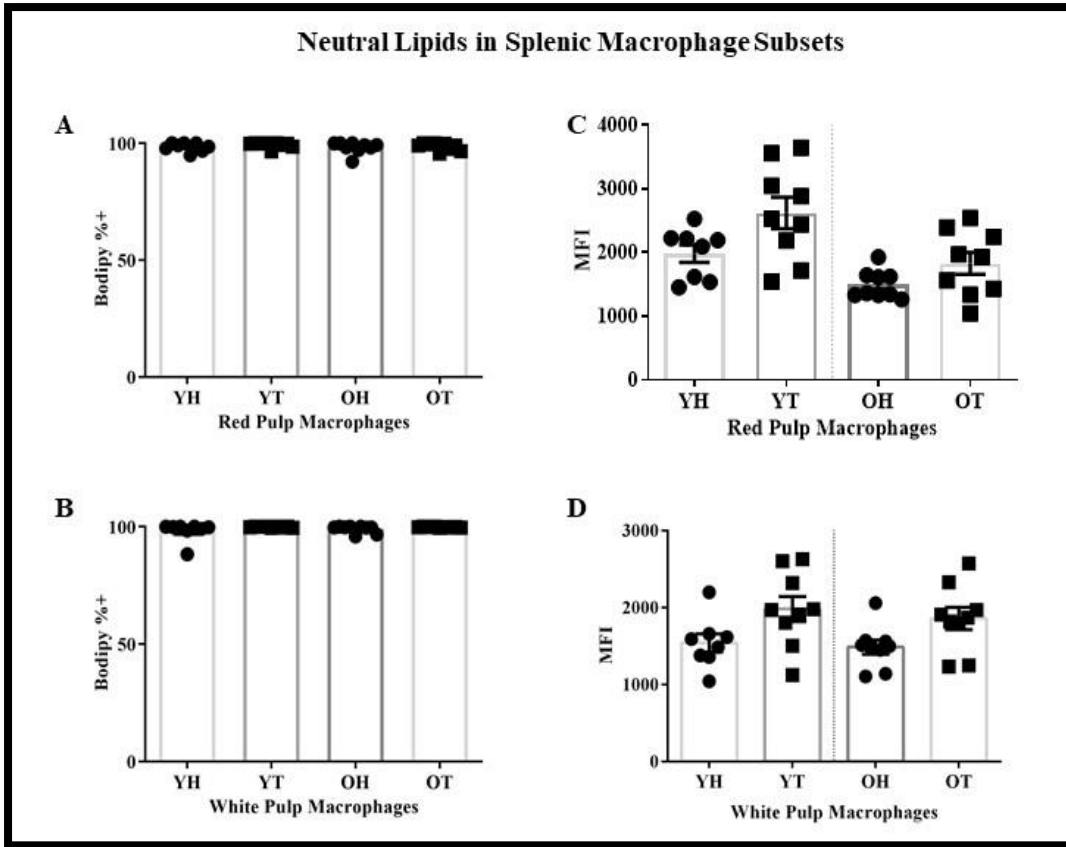 Neutral Lipids in Splenic Macrophage Subsets
A
100
50
0
Bodipy %+
YH YT OH OT
Red Pulp Macrophages
C
4000
3000
2000
1000
0
MFI
YH YT OH OT
Red Pulp Macrophages
B
100
50
0
Bodipy %+
YH YT OH OT
White Pulp Macrophages
D
3000
2000
1000
0
MFI
YH YT OH OT
White Pulp Macrophages